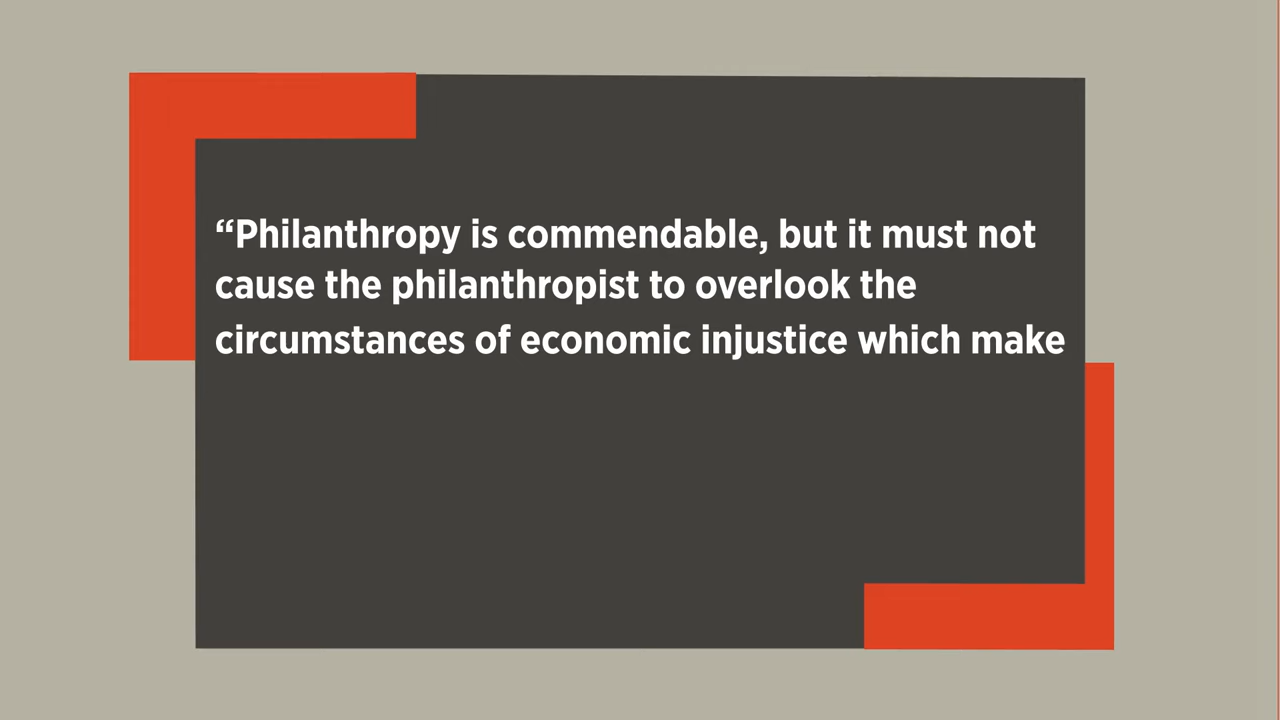 “Philanthropy is commendable, but it must not
cause the philanthropist to overlook the
circumstances of economic injustice which make